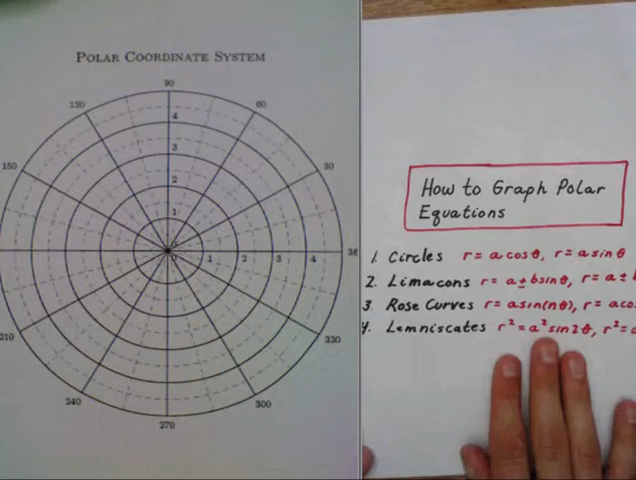 POLAR COORDINATE SYSTEM
90
120
60
4
3
150
30
2
1
1 2 3 4 36
210
330
240
300
270
How to Graph Polar
Equations
1. Circles r = a cos θ, r = a sin θ
2. Limacons r = a ± b sin θ, r = a ±
3. Rose Curves r = a sin(nθ), r = aco
4. Lemniscates r² = a² sin 2θ, r² =